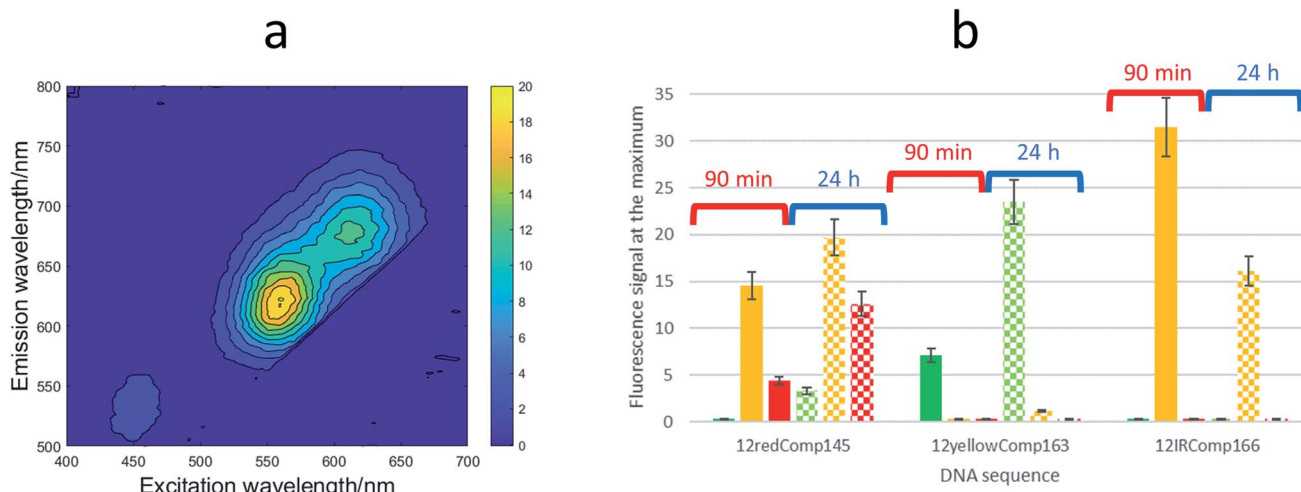 a
800
750
700
650
600
550
500
Emission wavelength/nm
400
450
500
550
600
650
700
Excitation wavelength/nm
20
18
16
14
12
10
8
6
4
2
0
b
35
30
25
20
15
10
5
0
Fluorescence signal at the maximum
90 min
24 h
90 min
24 h
90 min
24 h
12redComp145
12yellowComp163
12IRComp166
DNA sequence